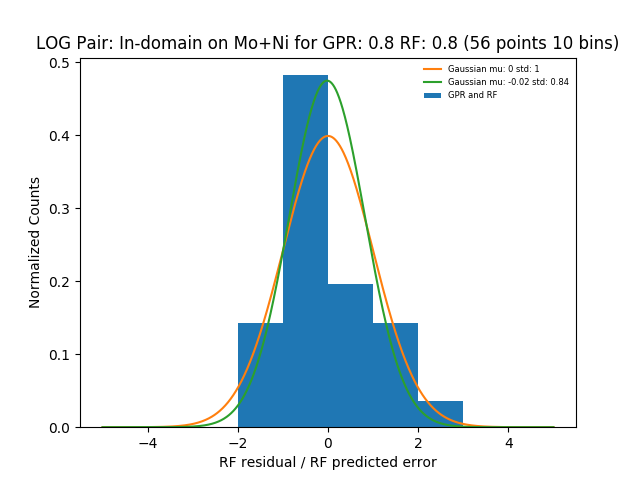 LOG Pair: In-domain on Mo+Ni for GPR: 0.8 RF: 0.8 (56 points 10 bins)
Gaussian mu: 0 std: 1
Gaussian mu: -0.02 std: 0.84
GPR and RF
Normalized Counts
0.5
0.4
0.3
0.2
0.1
0.0
−4 −2 0 2 4
RF residual / RF predicted error